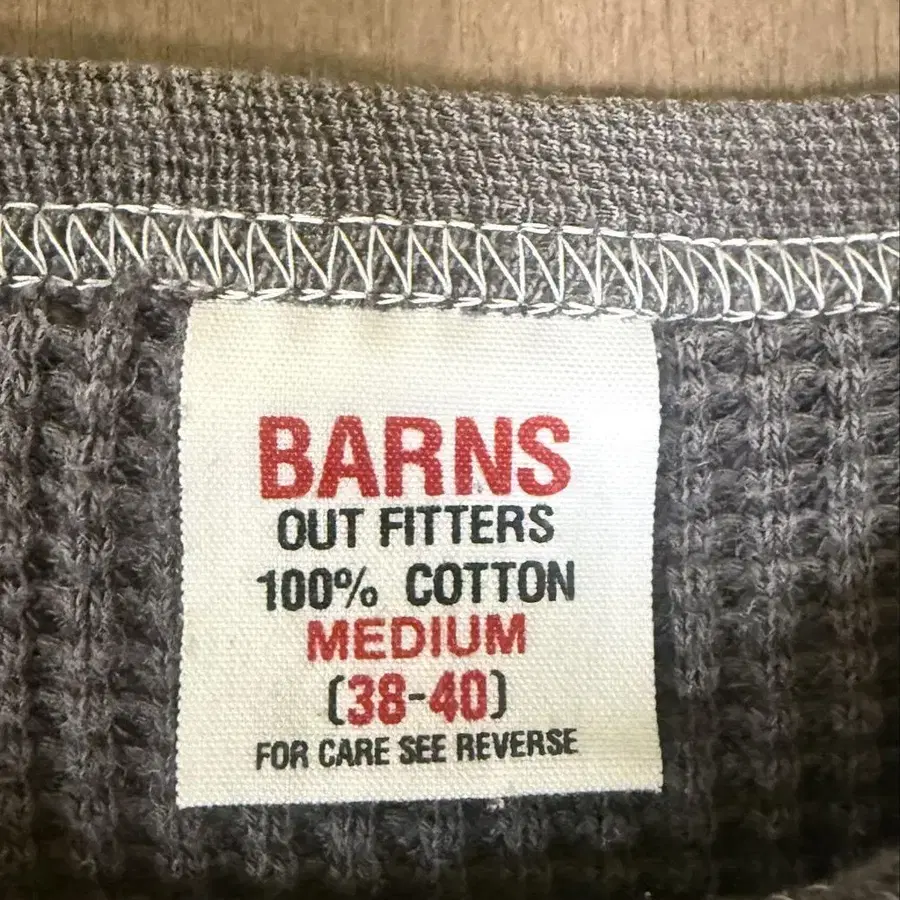 BARNS
OUT FITTERS
100% COTTON
MEDIUM
(38-40)
FOR CARE SEE REVERSE